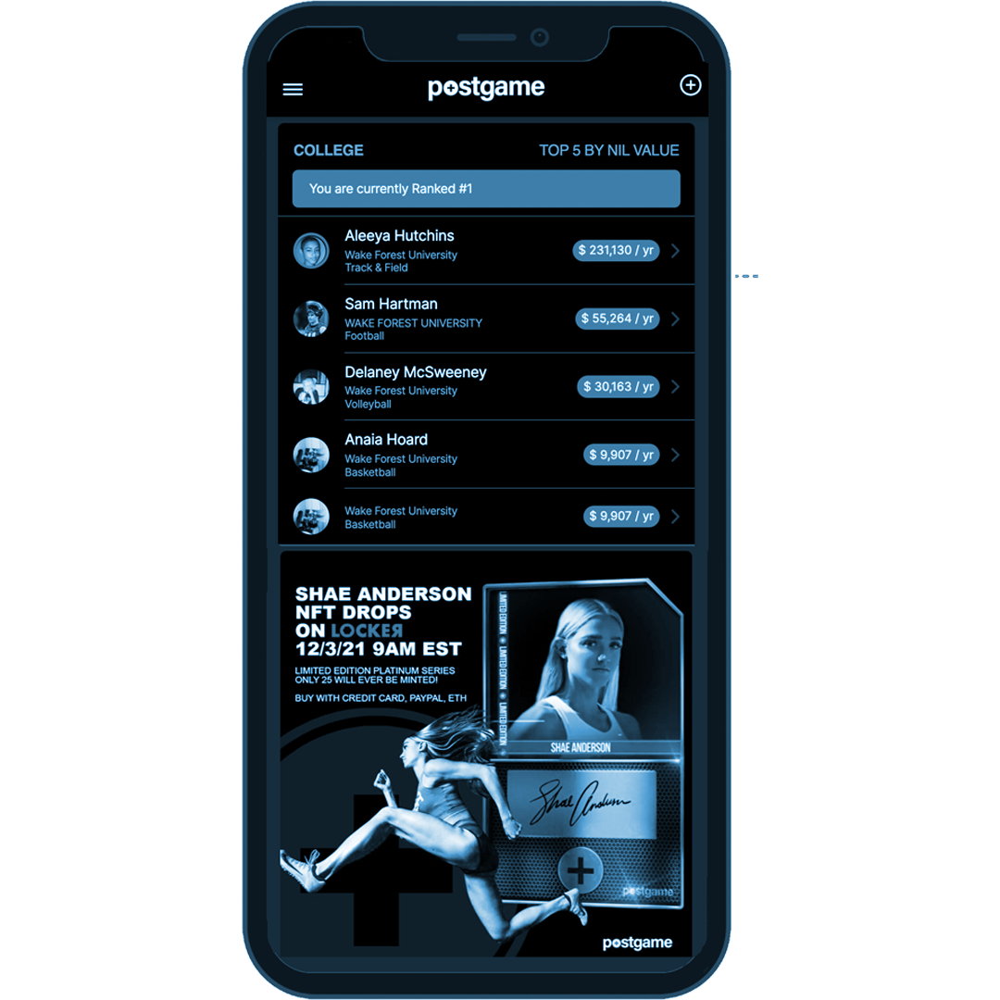 postgame
COLLEGE
TOP 5 BY NIL VALUE
You are currently Ranked #1
Aleeya Hutchins
Wake Forest University
Track & Field
$ 231,130 / yr
Sam Hartman
WAKE FOREST UNIVERSITY
Football
$ 55,264 / yr
Delaney McSweeney
Wake Forest University
Volleyball
$ 30,163 / yr
Anaia Hoard
Wake Forest University
Basketball
$ 9,907 / yr
Wake Forest University
Basketball
$ 9,907 / yr
SHAE ANDERSON
NFT DROPS
ON LOCKER
12/3/21 9AM EST
LIMITED EDITION PLATINUM SERIES
ONLY 25 WILL EVER BE MINTED!
BUY WITH CREDIT CARD, PAYPAL, ETH
LIMITED EDITION LIMITED EDITION LIMITED EDITION
SHAE ANDERSON
Shae Anderson
postgame
postgame